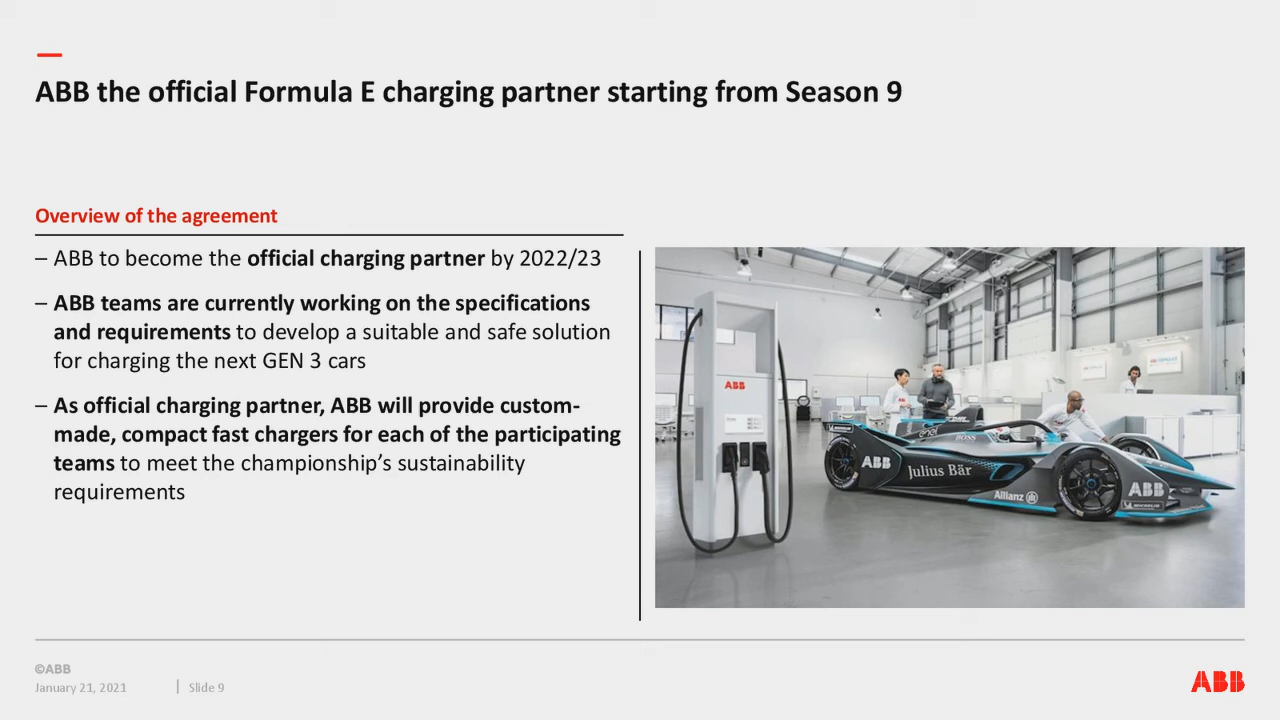 ABB the official Formula E charging partner starting from Season 9
Overview of the agreement
– ABB to become the official charging partner by 2022/23
– ABB teams are currently working on the specifications
and requirements to develop a suitable and safe solution
for charging the next GEN 3 cars
– As official charging partner, ABB will provide custom-
made, compact fast chargers for each of the participating
teams to meet the championship’s sustainability
requirements
ABB
enel
BOSS
ABB
Julius Bär
Allianz
ABB
MICHELIN
©ABB
January 21, 2021 | Slide 9
ABB